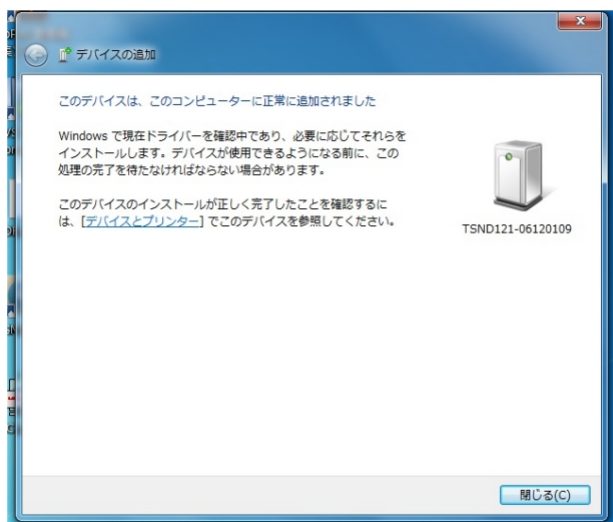 デバイスの追加
このデバイスは、このコンピューターに正常に追加されました
Windows で現在ドライバーを確認中であり、必要に応じてそれらを
インストールします。デバイスが使用できるようになる前に、この
処理の完了を待たなければならない場合があります。
このデバイスのインストールが正しく完了したことを確認するに
は、[デバイスとプリンター] でこのデバイスを参照してください。
TSND121-06120109
閉じる(C)